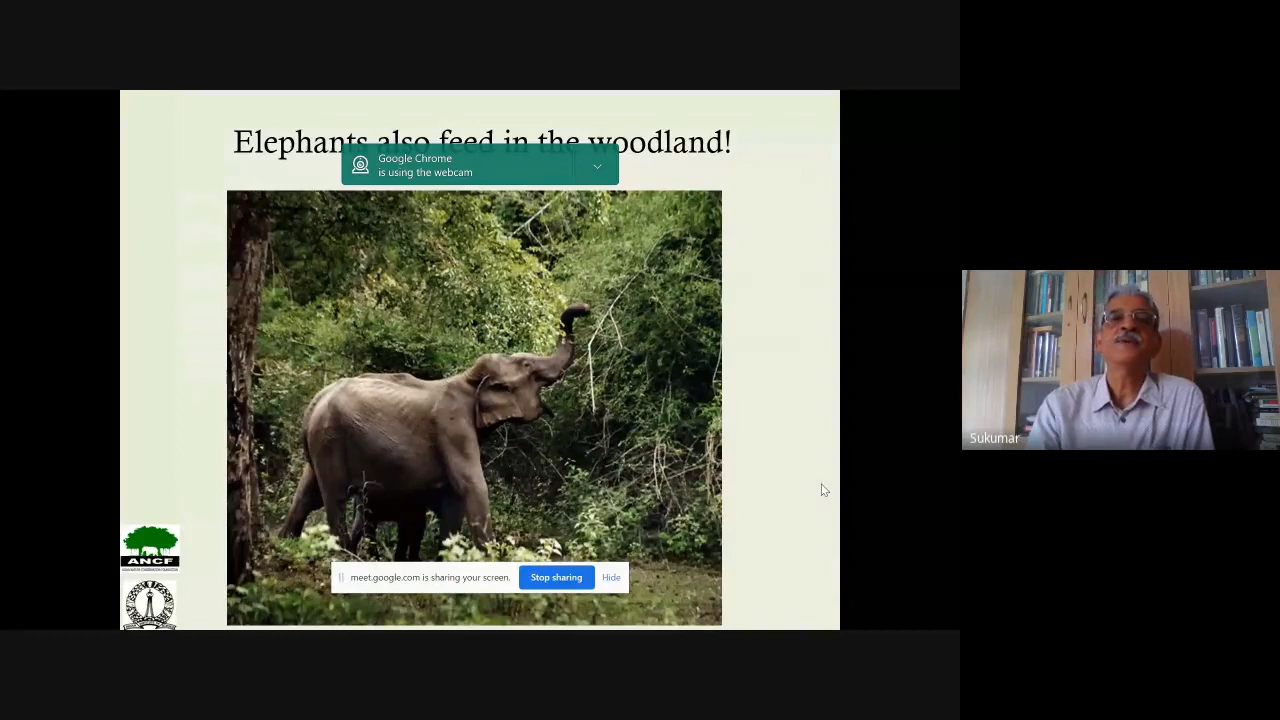 Elephants also feed in the woodland!
Google Chrome
is using the webcam
Sukumar
ANCF
meet.google.com is sharing your screen.
Stop sharing
Hide